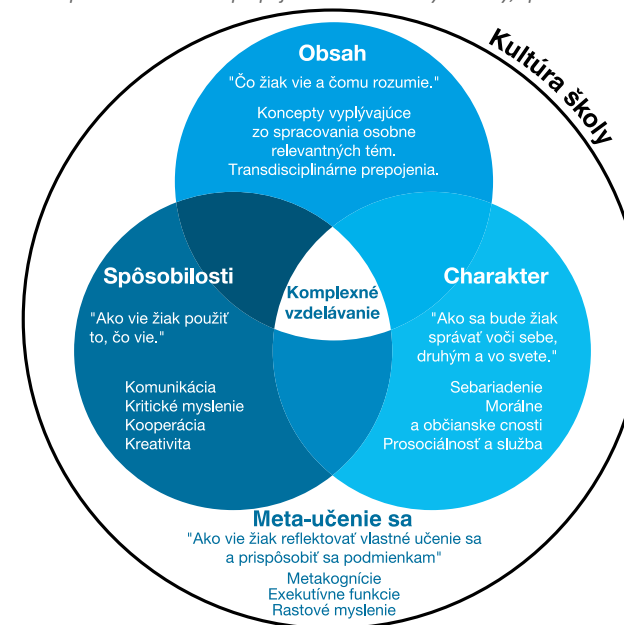 Kultúra školy
Obsah
"Čo žiak vie a čomu rozumie."
Koncepty vyplývajúce
zo spracovania osobne
relevantných tém.
Transdisciplinárne prepojenia.
Spôsobilosti
"Ako vie žiak použiť
to, čo vie."
Komunikácia
Kritické myslenie
Kooperácia
Kreativita
Komplexné
vzdelávanie
Charakter
"Ako sa bude žiak
správať voči sebe,
druhým a vo svete."
Sebariadenie
Morálne
a občianske cnosti
Prosociálnosť a služba
Meta-učenie sa
"Ako vie žiak reflektovať vlastné učenie sa
a prispôsobiť sa podmienkam"
Metakognície
Exekutívne funkcie
Rastové myslenie